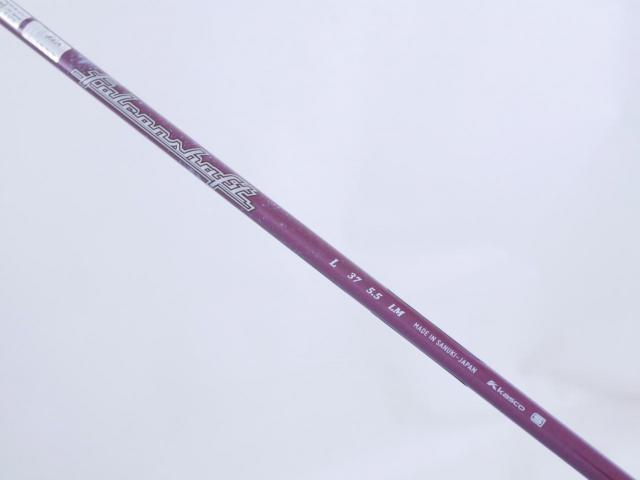 Falconshaft
L 37 5.5 LM MADE IN SANUKI-JAPAN Kasco